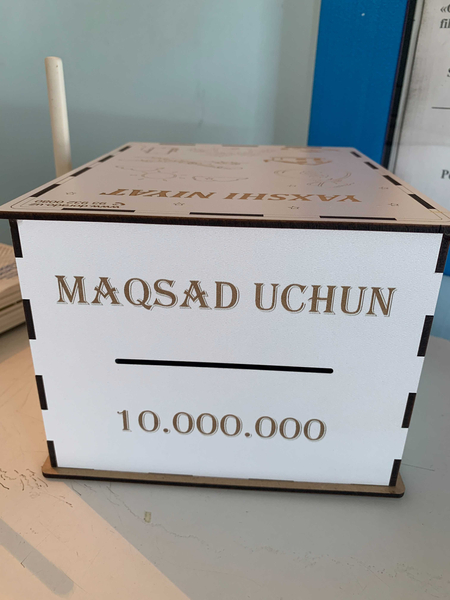 YAXSHI NIYAT
MAQSAD UCHUN
10.000.000